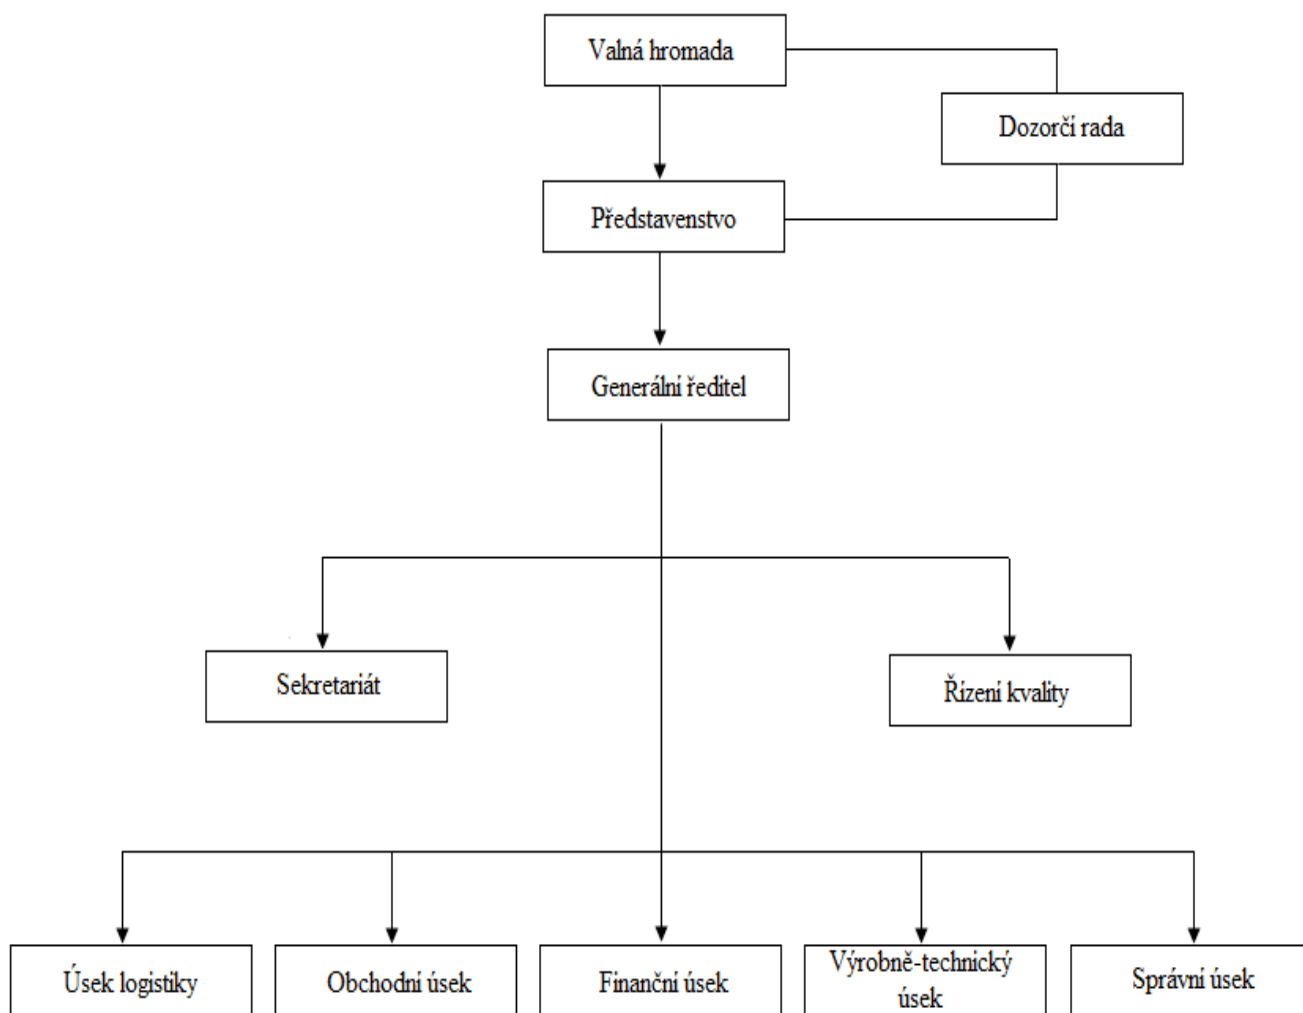 Valná hromada
Dozorčí rada
Představenstvo
Generální ředitel
Sekretariát
Řízení kvality
Úsek logistiky
Obchodní úsek
Finanční úsek
Výrobně-technický
úsek
Správní úsek